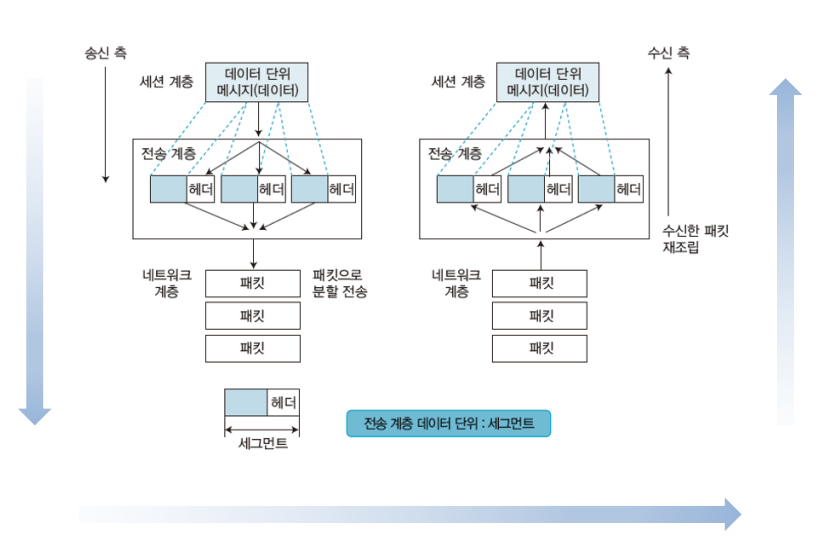 송신 측
세션 계층
데이터 단위
메시지(데이터)
전송 계층
헤더
헤더
헤더
네트워크
계층
패킷
패킷으로
분할 전송
패킷
패킷
수신 측
세션 계층
데이터 단위
메시지(데이터)
전송 계층
헤더
헤더
헤더
수신한 패킷
재조립
네트워크
계층
패킷
패킷
패킷
헤더
세그먼트
전송 계층 데이터 단위 : 세그먼트